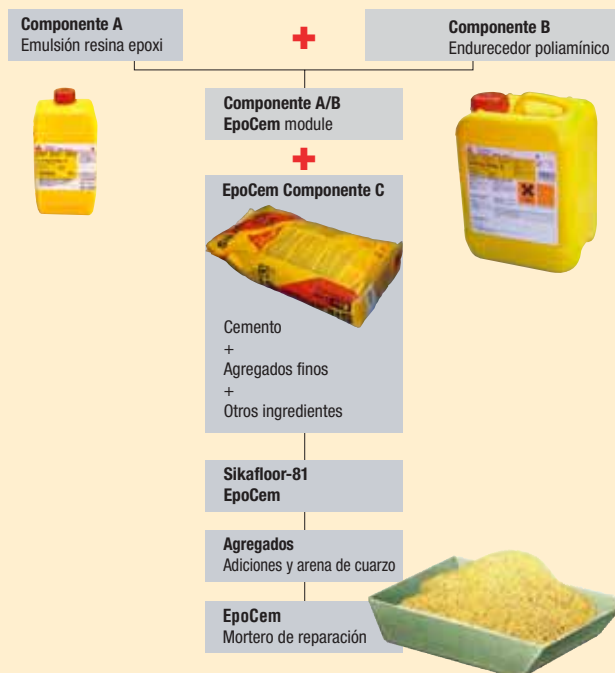 Componente A
Emulsión resina epoxi
+
Componente B
Endurecedor poliamínico
Componente A/B
EpoCem module
+
EpoCem Componente C
Cemento
+
Agregados finos
+
Otros ingredientes
Sikafloor-81
EpoCem
Agregados
Adiciones y arena de cuarzo
EpoCem
Mortero de reparación